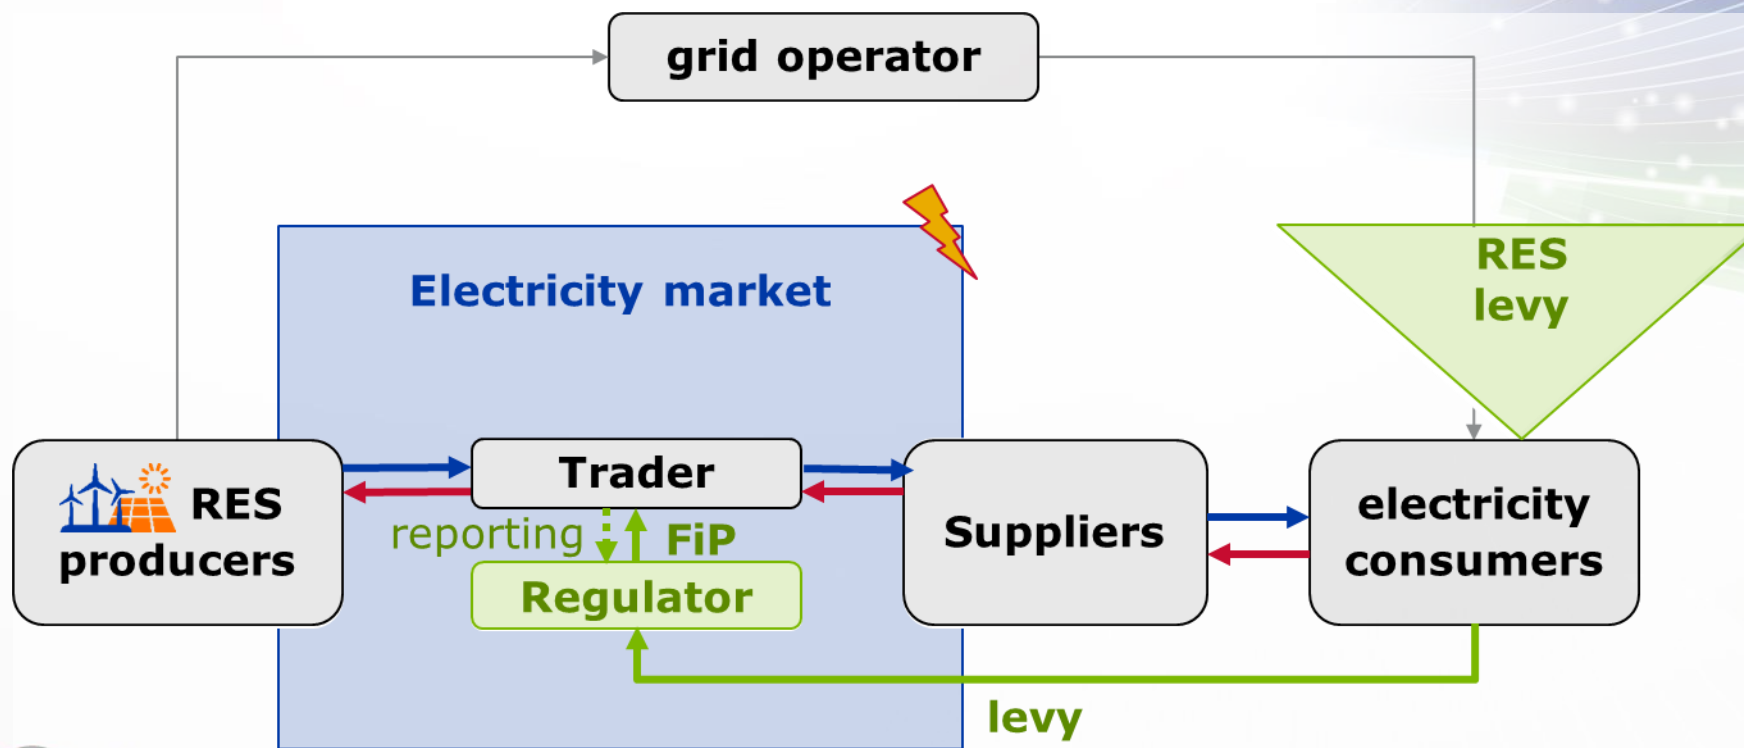 grid operator
RES
levy
Electricity market
RES
producers
Trader
reporting
FiP
Regulator
Suppliers
electricity
consumers
levy